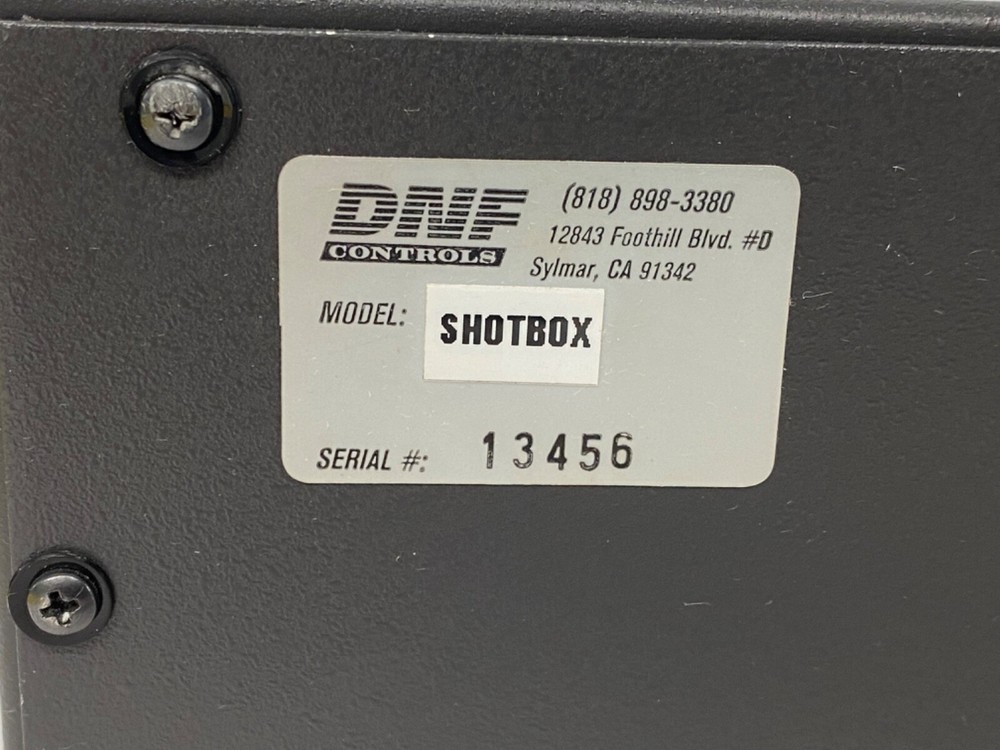 DNF
CONTROLS
(818) 898-3380
12843 Foothill Blvd. #D
Sylmar, CA 91342
MODEL: SHOTBOX
SERIAL #: 13456